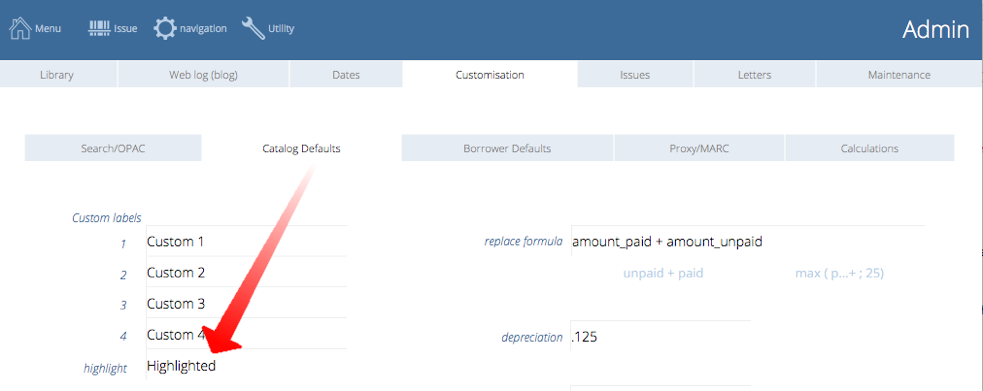 Menu Issue navigation Utility Admin
Library Web log (blog) Dates Customisation Issues Letters Maintenance
Search/OPAC Catalog Defaults Borrower Defaults Proxy/MARC Calculations
Custom labels
1 Custom 1
2 Custom 2
3 Custom 3
4 Custom 4
highlight Highlighted
replace formula amount_paid + amount_unpaid
unpaid + paid max ( p...+ ; 25)
depreciation .125